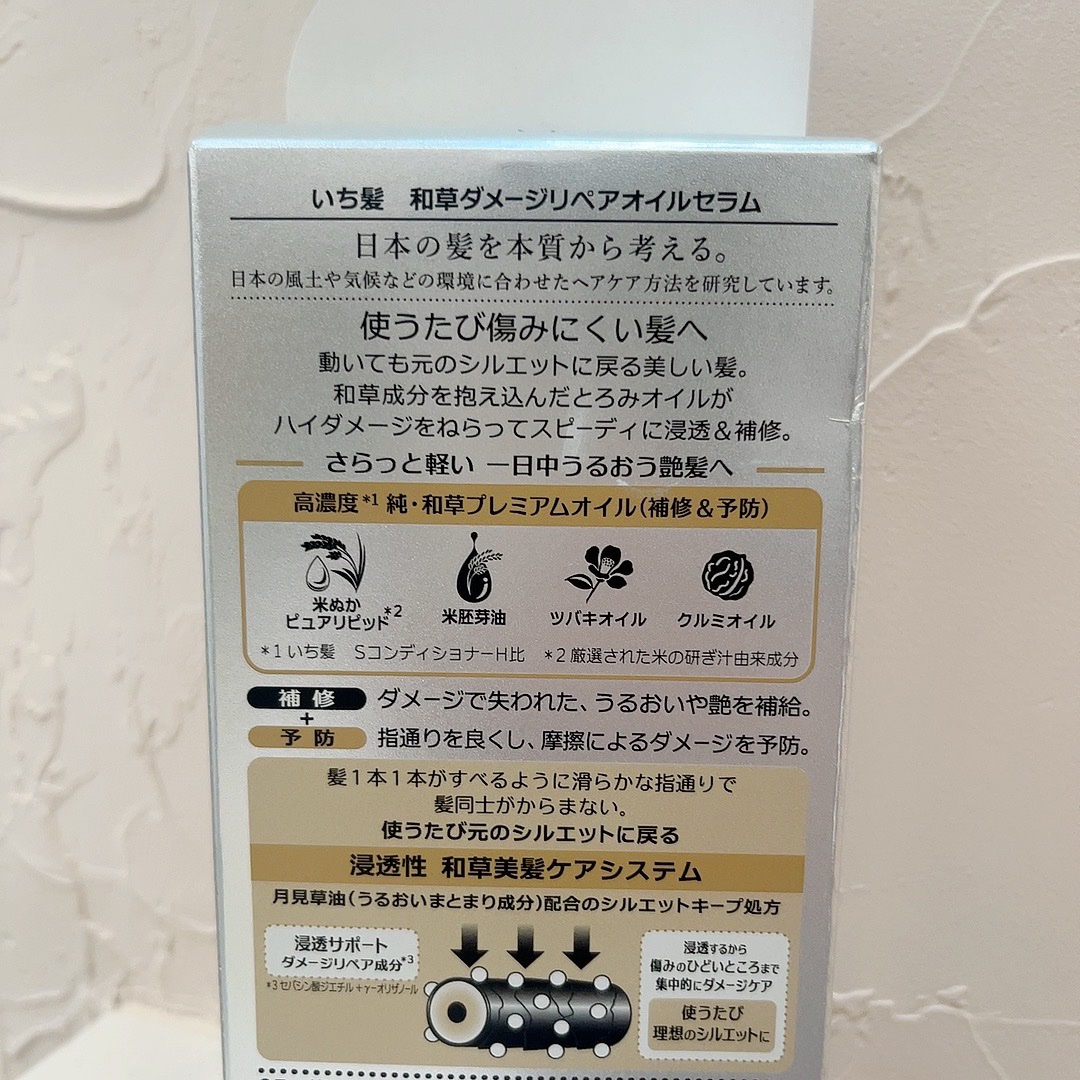 いち髪　和草ダメージリペアオイルセラム
日本の髪を本質から考える。
日本の風土や気候などの環境に合わせたヘアケア方法を研究しています。
使うたび傷みにくい髪へ
動いても元のシルエットに戻る美しい髪。
和草成分を抱え込んだとろみオイルが
ハイダメージをねらってスピーディに浸透＆補修。
さらっと軽い 一日中うるおう艶髪へ
高濃度*1 純・和草プレミアムオイル（補修＆予防）
米ぬか
ピュアリピッド*2
米胚芽油
ツバキオイル
クルミオイル
*1 いち髪　SコンディショナーH比　*2 厳選された米の研ぎ汁由来成分
補修 ダメージで失われた、うるおいや艶を補給。
+
予防 指通りを良くし、摩擦によるダメージを予防。
髪1本1本がすべるように滑らかな指通りで
髪同士がからまない。
使うたび元のシルエットに戻る
浸透性 和草美髪ケアシステム
月見草油（うるおいまとまり成分）配合のシルエットキープ処方
浸透サポート
ダメージリペア成分*3
*3 セバシン酸ジエチル＋γ−オリザノール
浸透するから
傷みのひどいところまで
集中的にダメージケア
使うたび
理想のシルエットに